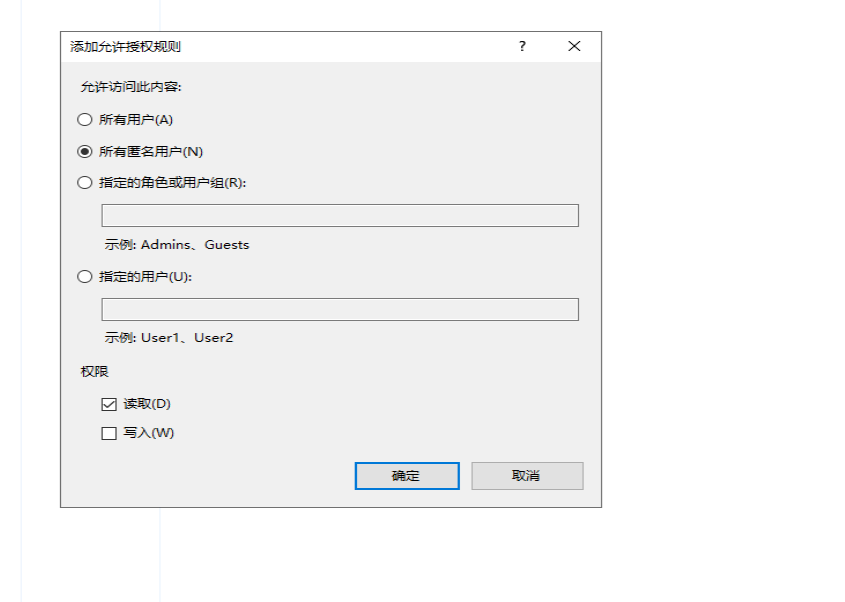 添加允许授权规则 ?
允许访问此内容:
所有用户(A)
所有匿名用户(N)
指定的角色或用户组(R):
示例: Admins、Guests
指定的用户(U):
示例: User1、User2
权限
读取(D)
写入(W)
确定 取消